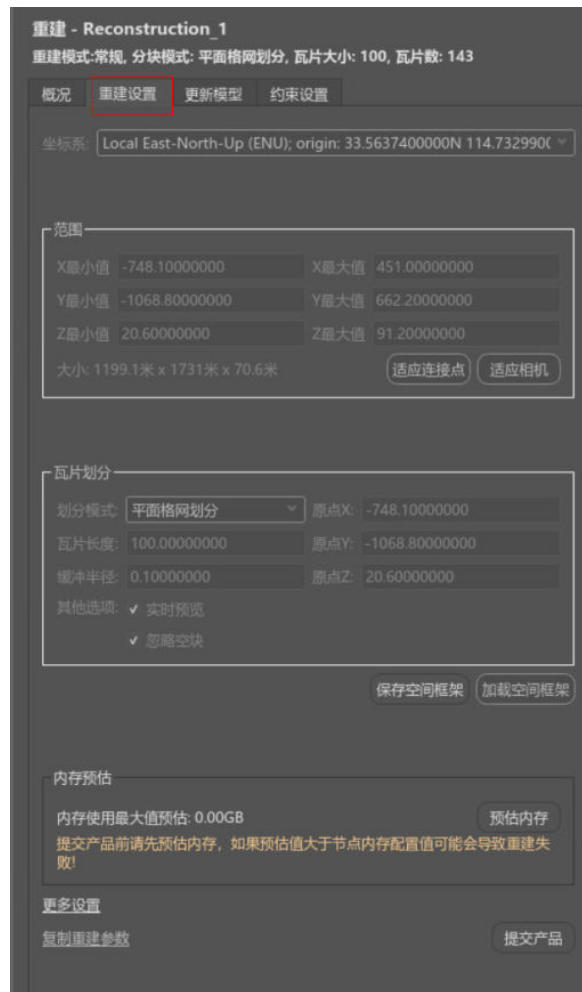 重建 - Reconstruction_1
重建模式:常规, 分块模式: 平面格网划分, 瓦片大小: 100, 瓦片数: 143
概况 重建设置 更新模型 约束设置
坐标系: Local East-North-Up (ENU); origin: 33.5637400000N 114.732990(
范围
X最小值 -748.10000000 X最大值 451.00000000
Y最小值 -1068.80000000 Y最大值 662.20000000
Z最小值 20.60000000 Z最大值 91.20000000
大小: 1199.1米 x 1731米 x 70.6米 适应连接点 适应相机
瓦片划分
划分模式: 平面格网划分 原点X: -748.10000000
瓦片长度: 100.00000000 原点Y: -1068.80000000
缓冲半径: 0.10000000 原点Z: 20.60000000
其他选项: ✓ 实时预览
✓ 忽略空块
保存空间框架 加载空间框架
内存预估
内存使用最大值预估: 0.00GB 预估内存
提交产品前请先预估内存，如果预估值大于节点内存配置值可能会导致重建失
败!
更多设置
复制重建参数 提交产品